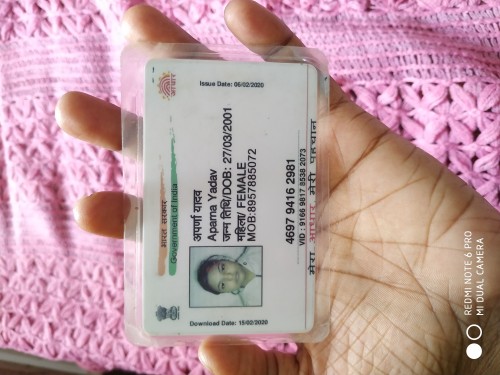 Issue Date: 06/02/2020
भारत सरकार
Government of India
अपर्णा यादव
Aparna Yadav
जन्म तिथि/DOB: 27/03/2001
महिला/ FEMALE
MOB:8957885072
4697 9416 2981
VID : 9166 9817 5538 2073
मेरा आधार मेरी पहचान
Download Date: 15/02/2020
REDMI NOTE 6 PRO
MI DUAL CAMERA